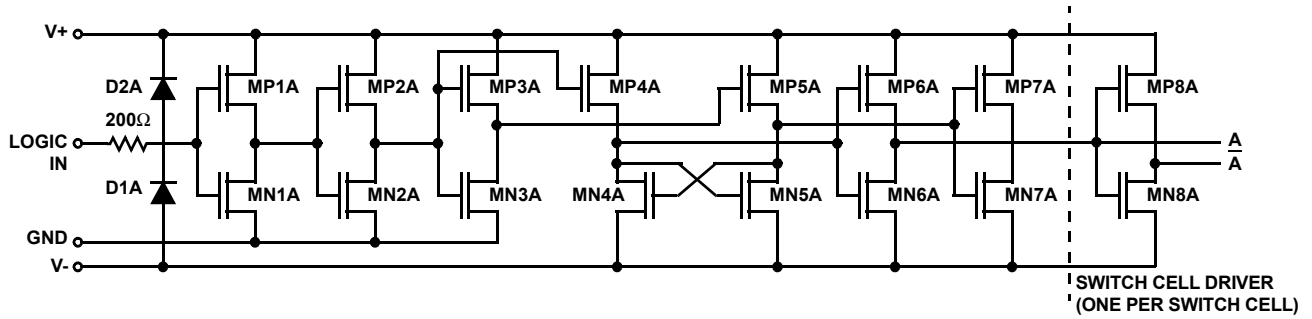 V+
D2A
MP1A
MP2A
MP3A
MP4A
MP5A
MP6A
MP7A
MP8A
200Ω
LOGIC
IN
A
A̅
D1A
MN1A
MN2A
MN3A
MN4A
MN5A
MN6A
MN7A
MN8A
GND
V-
SWITCH CELL DRIVER
(ONE PER SWITCH CELL)